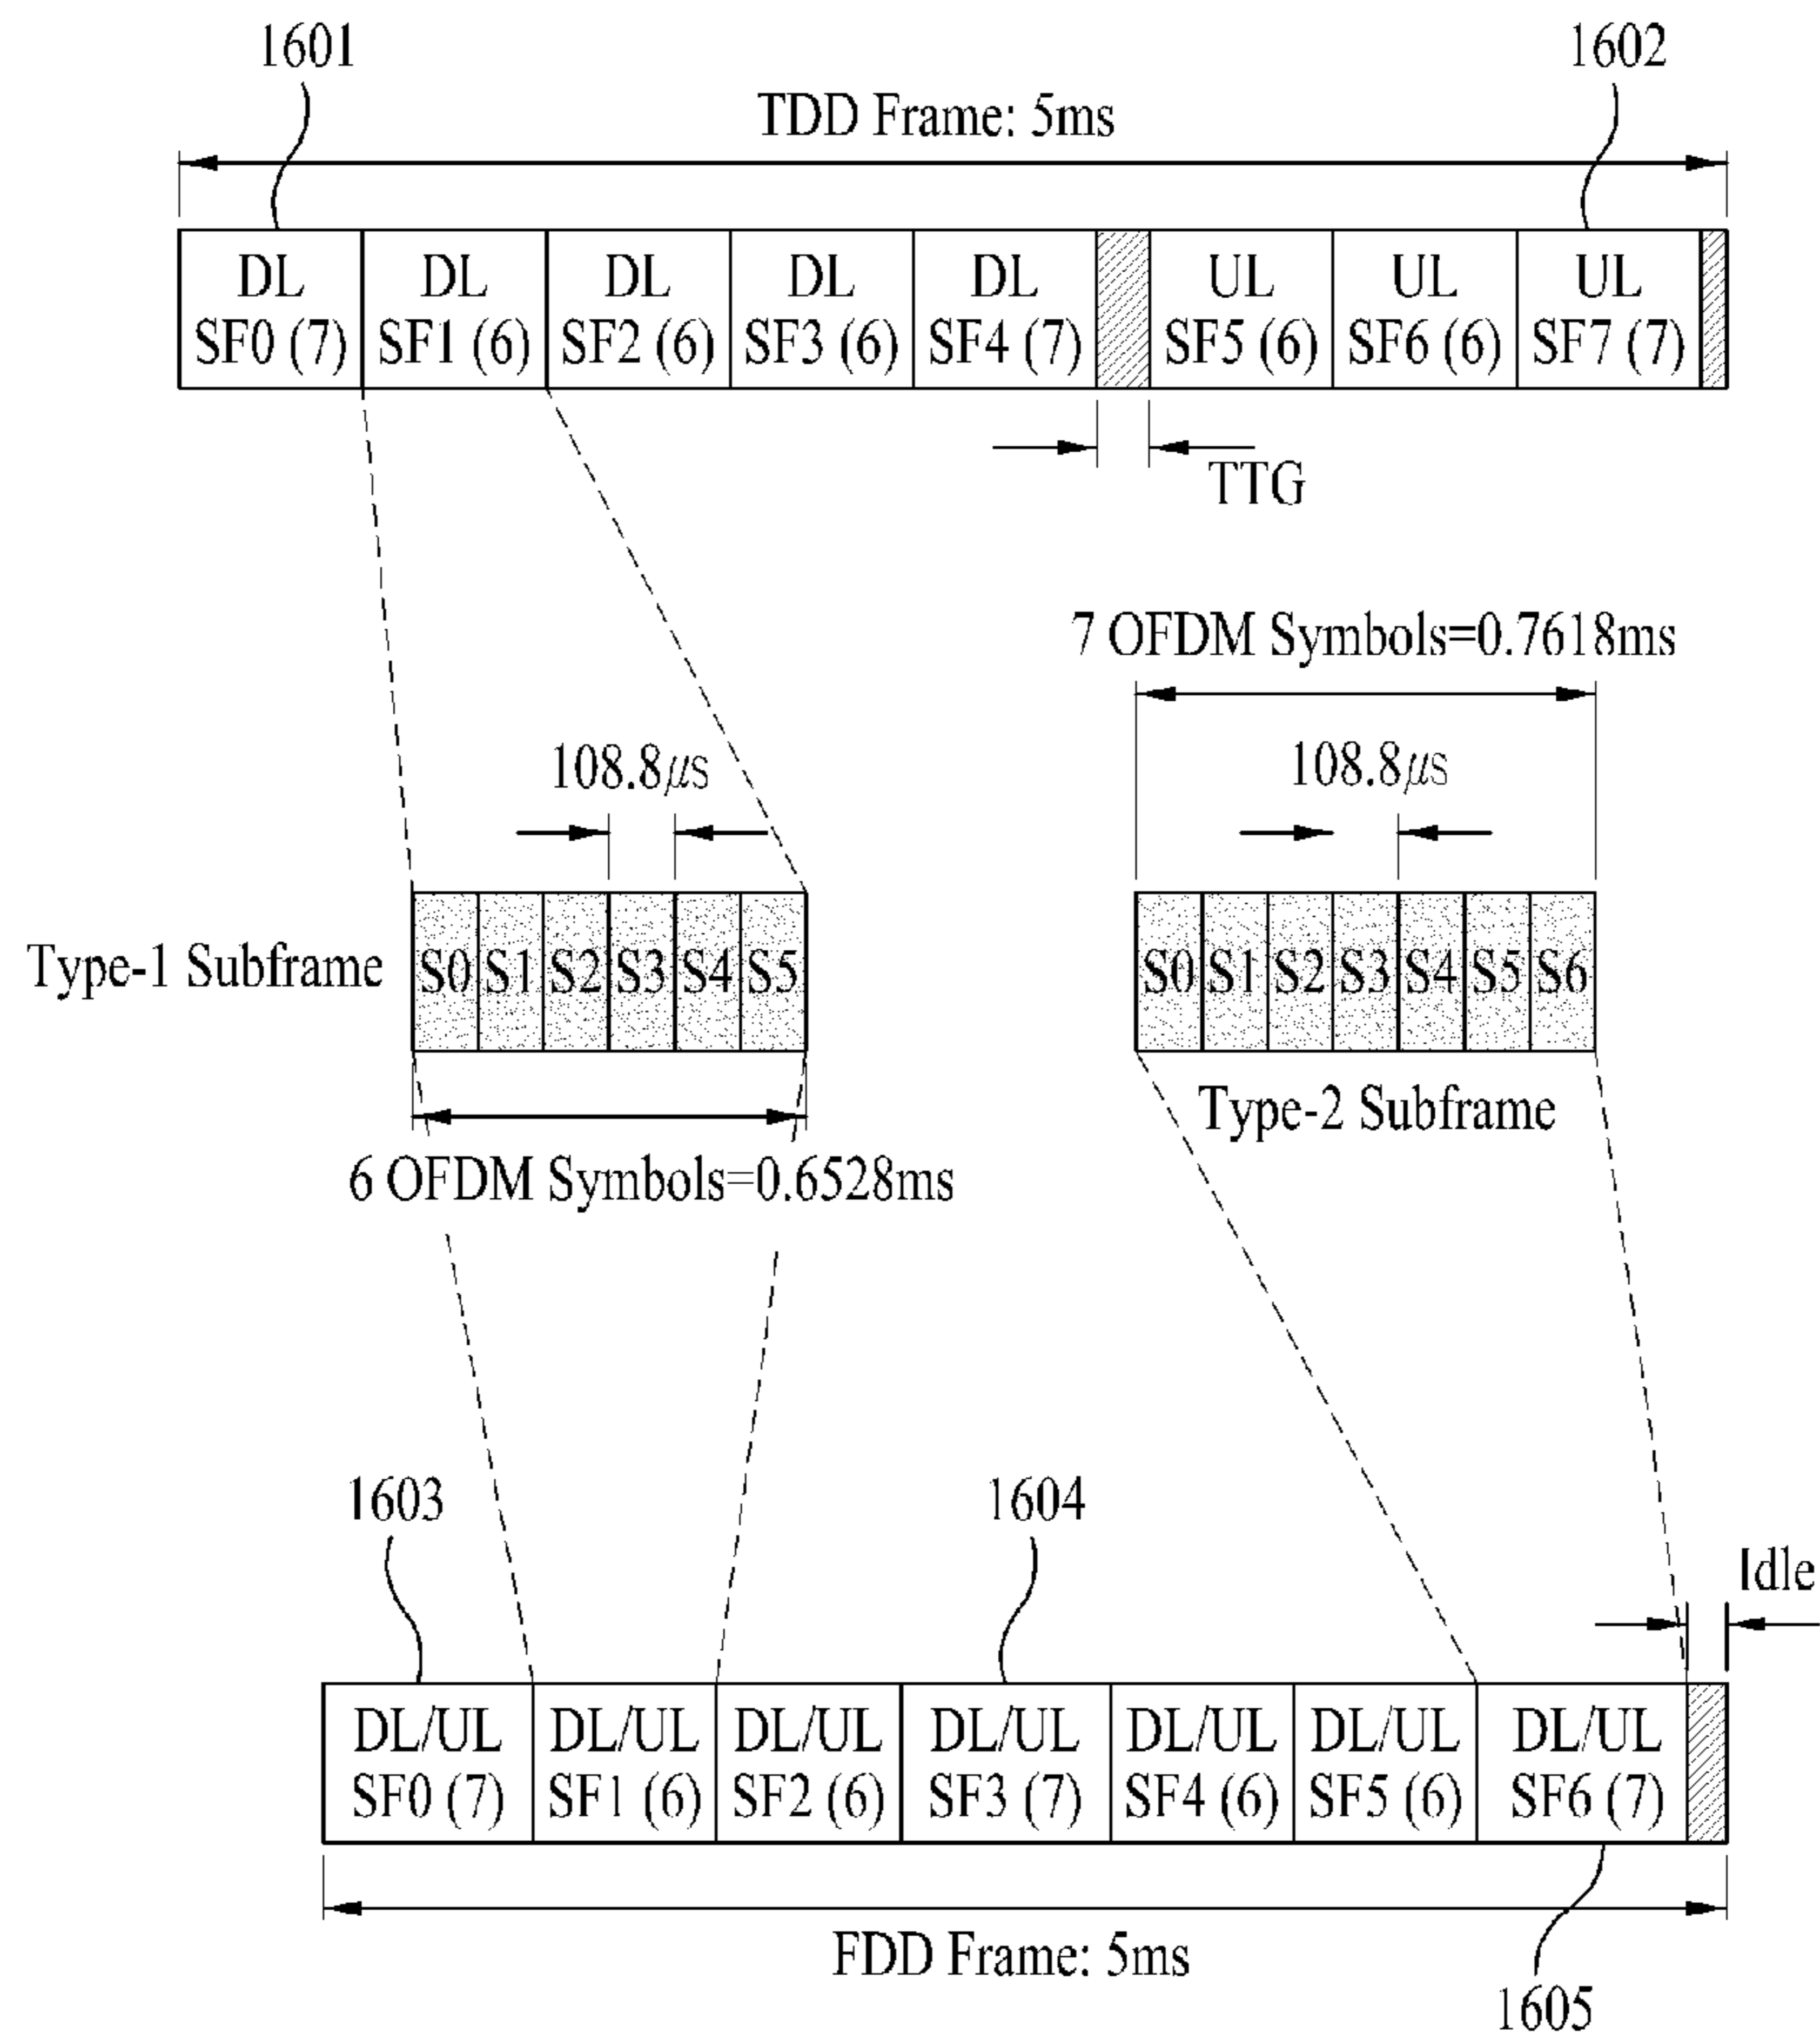 1601
1602
TDD Frame: 5ms
DL
SF0 (7)
DL
SF1 (6)
DL
SF2 (6)
DL
SF3 (6)
DL
SF4 (7)
UL
SF5 (6)
UL
SF6 (6)
UL
SF7 (7)
TTG
7 OFDM Symbols=0.7618ms
108.8μs
108.8μs
Type-1 Subframe
S0 S1 S2 S3 S4 S5
S0 S1 S2 S3 S4 S5 S6
Type-2 Subframe
6 OFDM Symbols=0.6528ms
1603
1604
Idle
DL/UL
SF0 (7)
DL/UL
SF1 (6)
DL/UL
SF2 (6)
DL/UL
SF3 (7)
DL/UL
SF4 (6)
DL/UL
SF5 (6)
DL/UL
SF6 (7)
FDD Frame: 5ms
1605